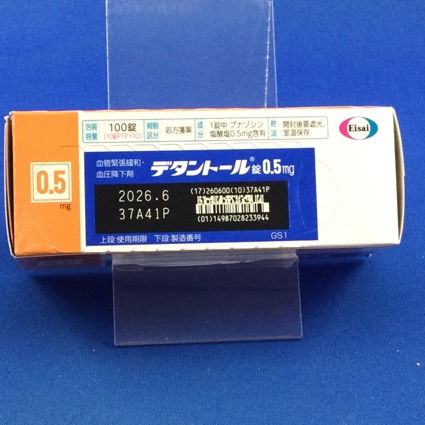 包装容量 100錠 (10錠PTP×10) 規制区分 処方箋薬 成分 1錠中 ブナゾシン塩酸塩0.5mg含有 貯法 開封後要遮光、室温保存
Eisai
0.5
mg
血管緊張緩和・
血圧降下剤
デタントール® 錠 0.5mg
2026.6
37A41P
(17)260600(10)37A41P
(01)14987028233944
上段:使用期限 下段:製造番号
GS1